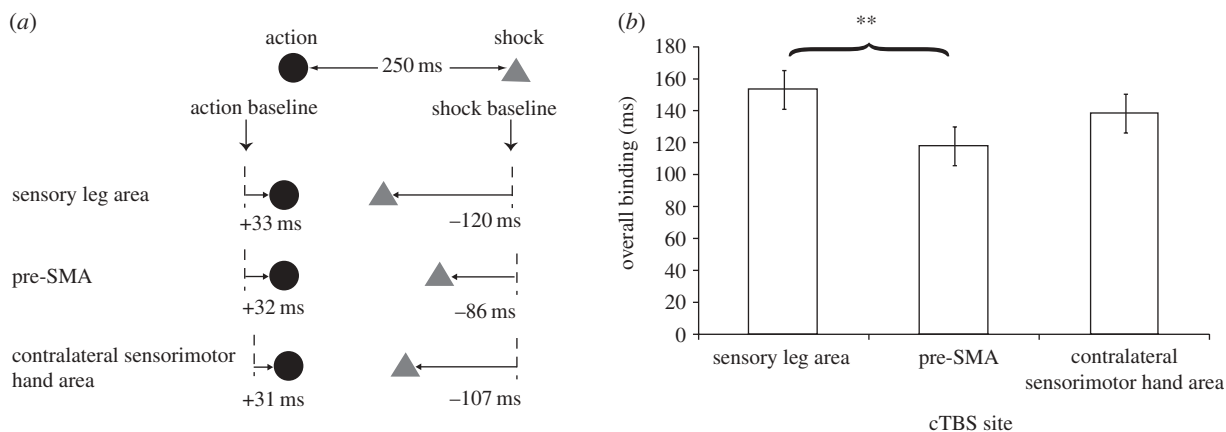 (a)
action shock
250 ms
action baseline shock baseline
sensory leg area
+33 ms –120 ms
pre-SMA
+32 ms –86 ms
contralateral sensorimotor
hand area
+31 ms –107 ms
(b)
**
overall binding (ms)
180
160
140
120
100
80
60
40
20
0
sensory leg area pre-SMA contralateral
sensorimotor hand area
cTBS site